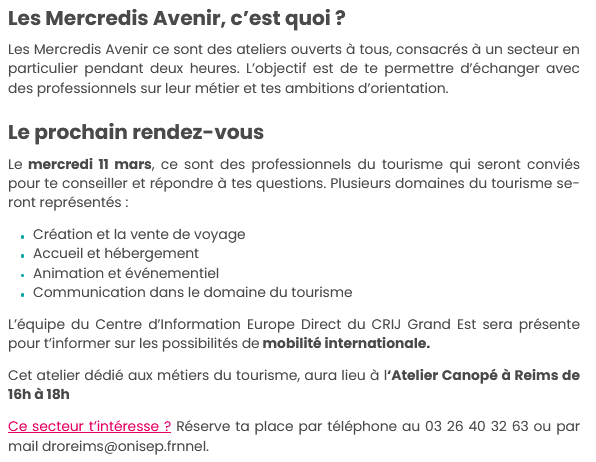 Les Mercredis Avenir, c’est quoi ?
Les Mercredis Avenir ce sont des ateliers ouverts à tous, consacrés à un secteur en
particulier pendant deux heures. L’objectif est de te permettre d’échanger avec
des professionnels sur leur métier et tes ambitions d’orientation.
Le prochain rendez-vous
Le mercredi 11 mars, ce sont des professionnels du tourisme qui seront conviés
pour te conseiller et répondre à tes questions. Plusieurs domaines du tourisme se-
ront représentés :
• Création et la vente de voyage
• Accueil et hébergement
• Animation et événementiel
• Communication dans le domaine du tourisme
L’équipe du Centre d’Information Europe Direct du CRIJ Grand Est sera présente
pour t’informer sur les possibilités de mobilité internationale.
Cet atelier dédié aux métiers du tourisme, aura lieu à l‘Atelier Canopé à Reims de
16h à 18h
Ce secteur t’intéresse ? Réserve ta place par téléphone au 03 26 40 32 63 ou par
mail droreims@onisep.frnnel.